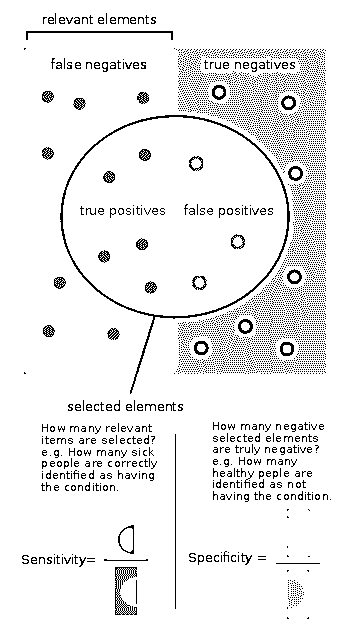 relevant elements
false negatives
true negatives
true positives
false positives
selected elements
How many relevant
items are selected?
e.g. How many sick
people are correctly
identified as having
the condition.
How many negative
selected elements
are truly negative?
e.g. How many
healthy peple are
identified as not
having the condition.
Sensitivity=
Specificity =